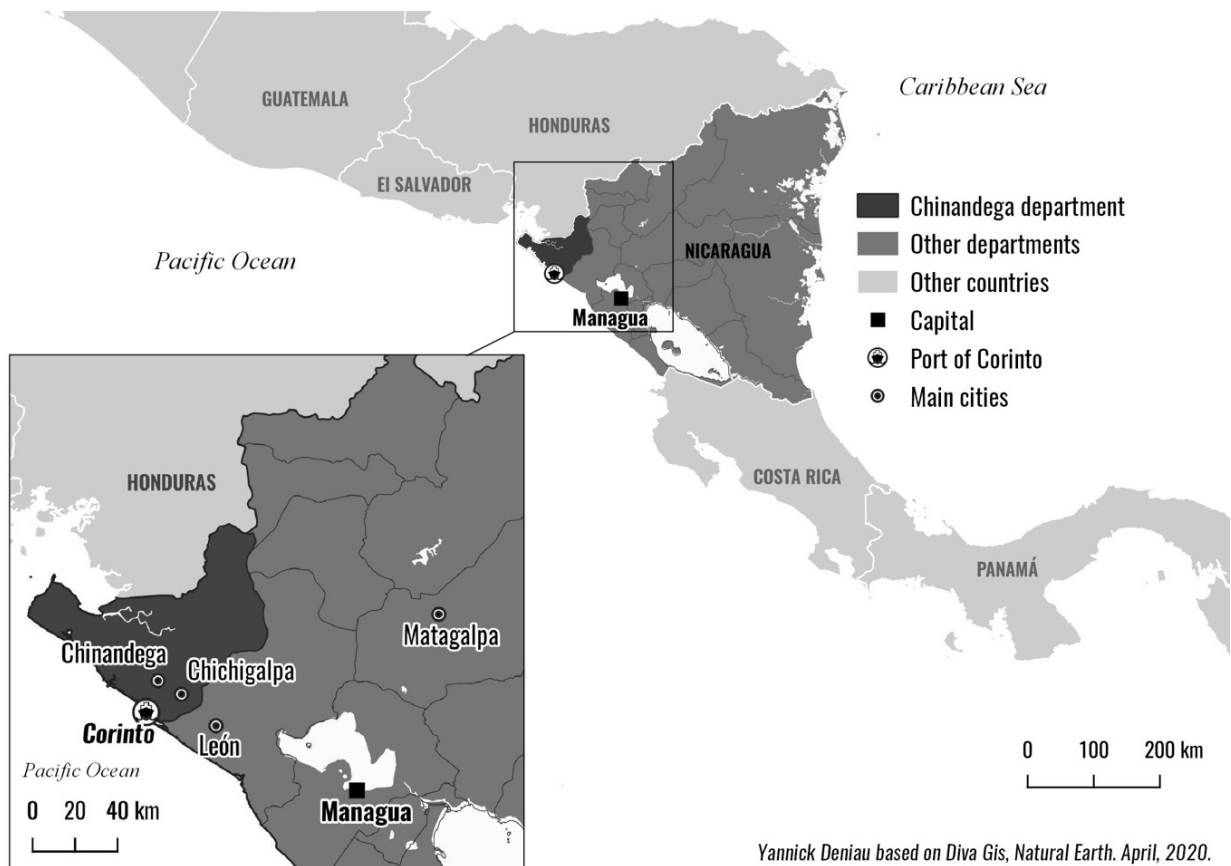 Caribbean Sea
GUATEMALA
HONDURAS
El SALVADOR
Pacific Ocean
NICARAGUA
Managua
COSTA RICA
PANAMÁ
Chinandega department
Other departments
Other countries
Capital
Port of Corinto
Main cities
HONDURAS
Matagalpa
Chinandega
Chichigalpa
Corinto
León
Pacific Ocean
Managua
0 20 40 km
0 100 200 km
Yannick Deniau based on Diva Gis, Natural Earth. April, 2020.